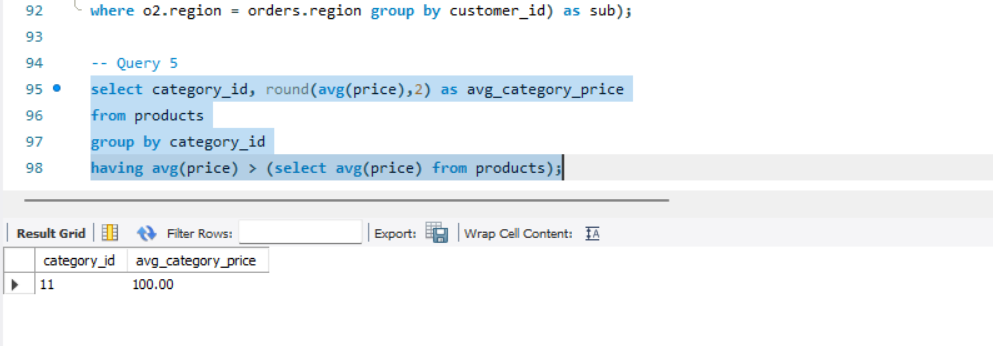 92 where o2.region = orders.region group by customer_id) as sub);
93
94 -- Query 5
95 select category_id, round(avg(price),2) as avg_category_price
96 from products
97 group by category_id
98 having avg(price) > (select avg(price) from products);
Result Grid Filter Rows: Export: Wrap Cell Content: IA
category_id avg_category_price
11 100.00